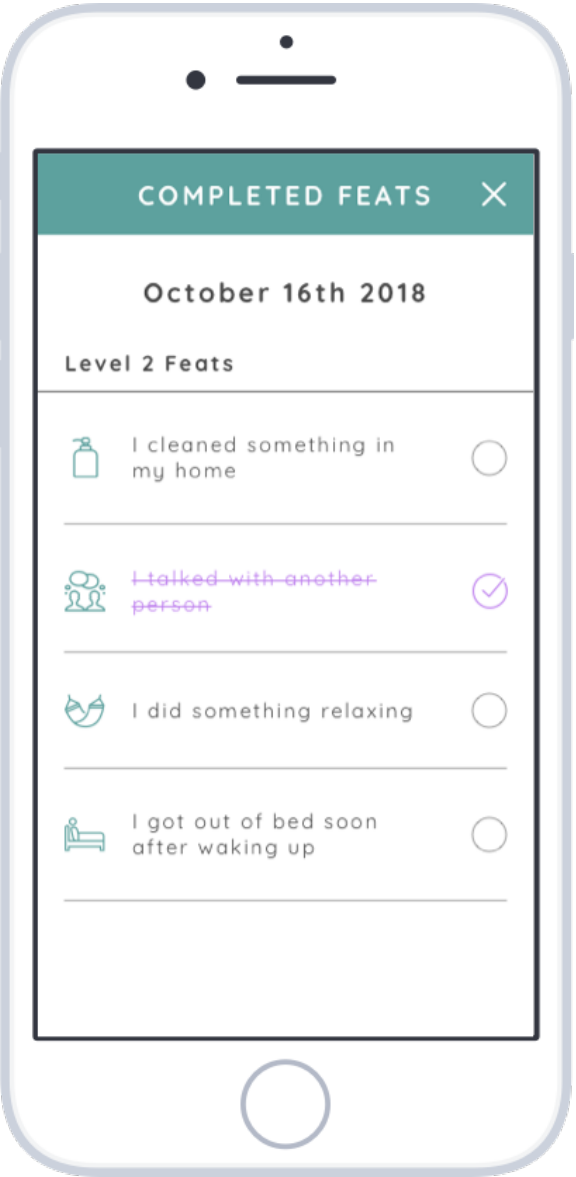 COMPLETED FEATS
October 16th 2018
Level 2 Feats
I cleaned something in
my home
I talked with another
person
I did something relaxing
I got out of bed soon
after waking up